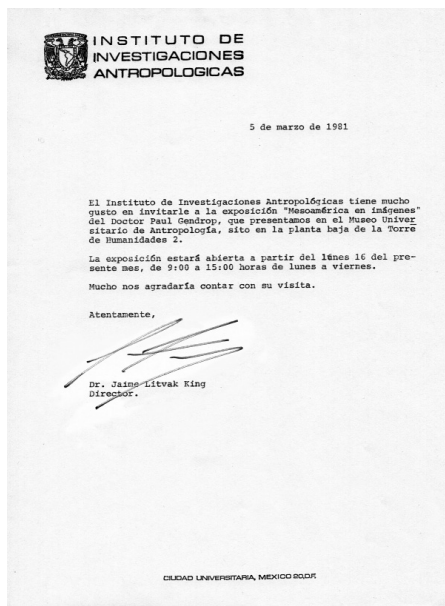 INSTITUTO DE
INVESTIGACIONES
ANTROPOLOGICAS
5 de marzo de 1981
El Instituto de Investigaciones Antropológicas tiene mucho
gusto en invitarle a la exposición "Mesoamérica en imágenes"
del Doctor Paul Gendrop, que presentamos en el Museo Univer
sitario de Antropología, sito en la planta baja de la Torre
de Humanidades 2.
La exposición estará abierta a partir del lúnes 16 del pre-
sente mes, de 9:00 a 15:00 horas de lunes a viernes.
Mucho nos agradaría contar con su visita.
Atentamente,
Dr. Jaime Litvak King
Director.
CIUDAD UNIVERSITARIA, MEXICO 20,D.F.